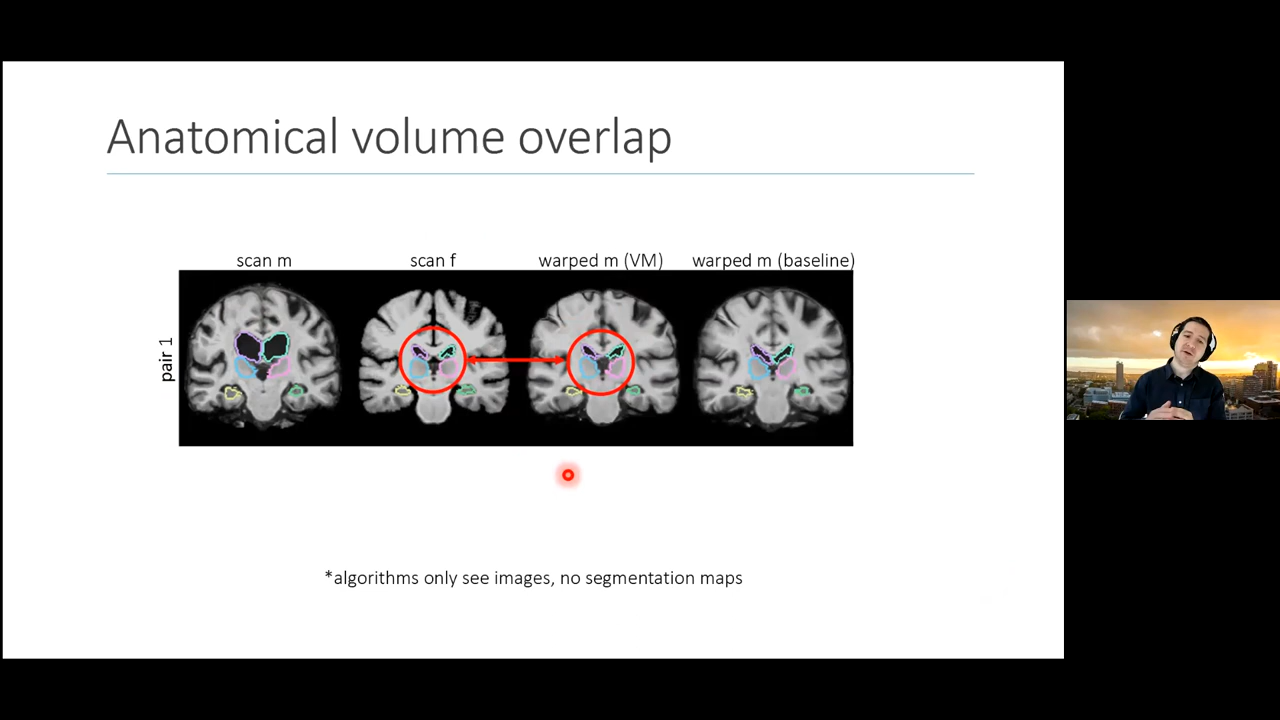 Anatomical volume overlap
scan m
scan f
warped m (VM)
warped m (baseline)
pair 1
*algorithms only see images, no segmentation maps